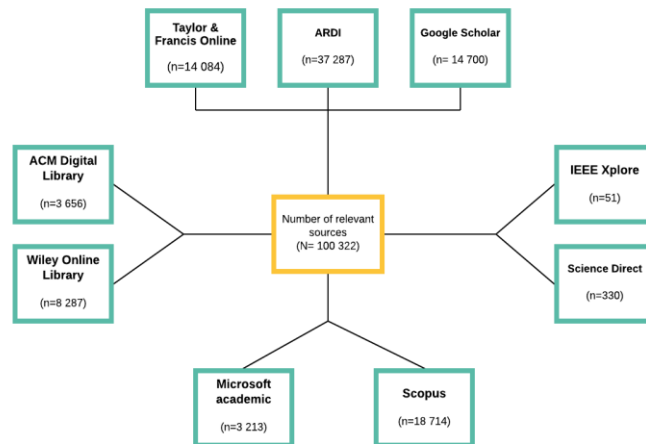 Taylor &
Francis Online
(n=14 084)
ARDI
(n=37 287)
Google Scholar
(n= 14 700)
ACM Digital
Library
(n=3 656)
IEEE Xplore
(n=51)
Number of relevant
sources
(N= 100 322)
Wiley Online
Library
(n=8 287)
Science Direct
(n=330)
Microsoft
academic
(n=3 213)
Scopus
(n=18 714)